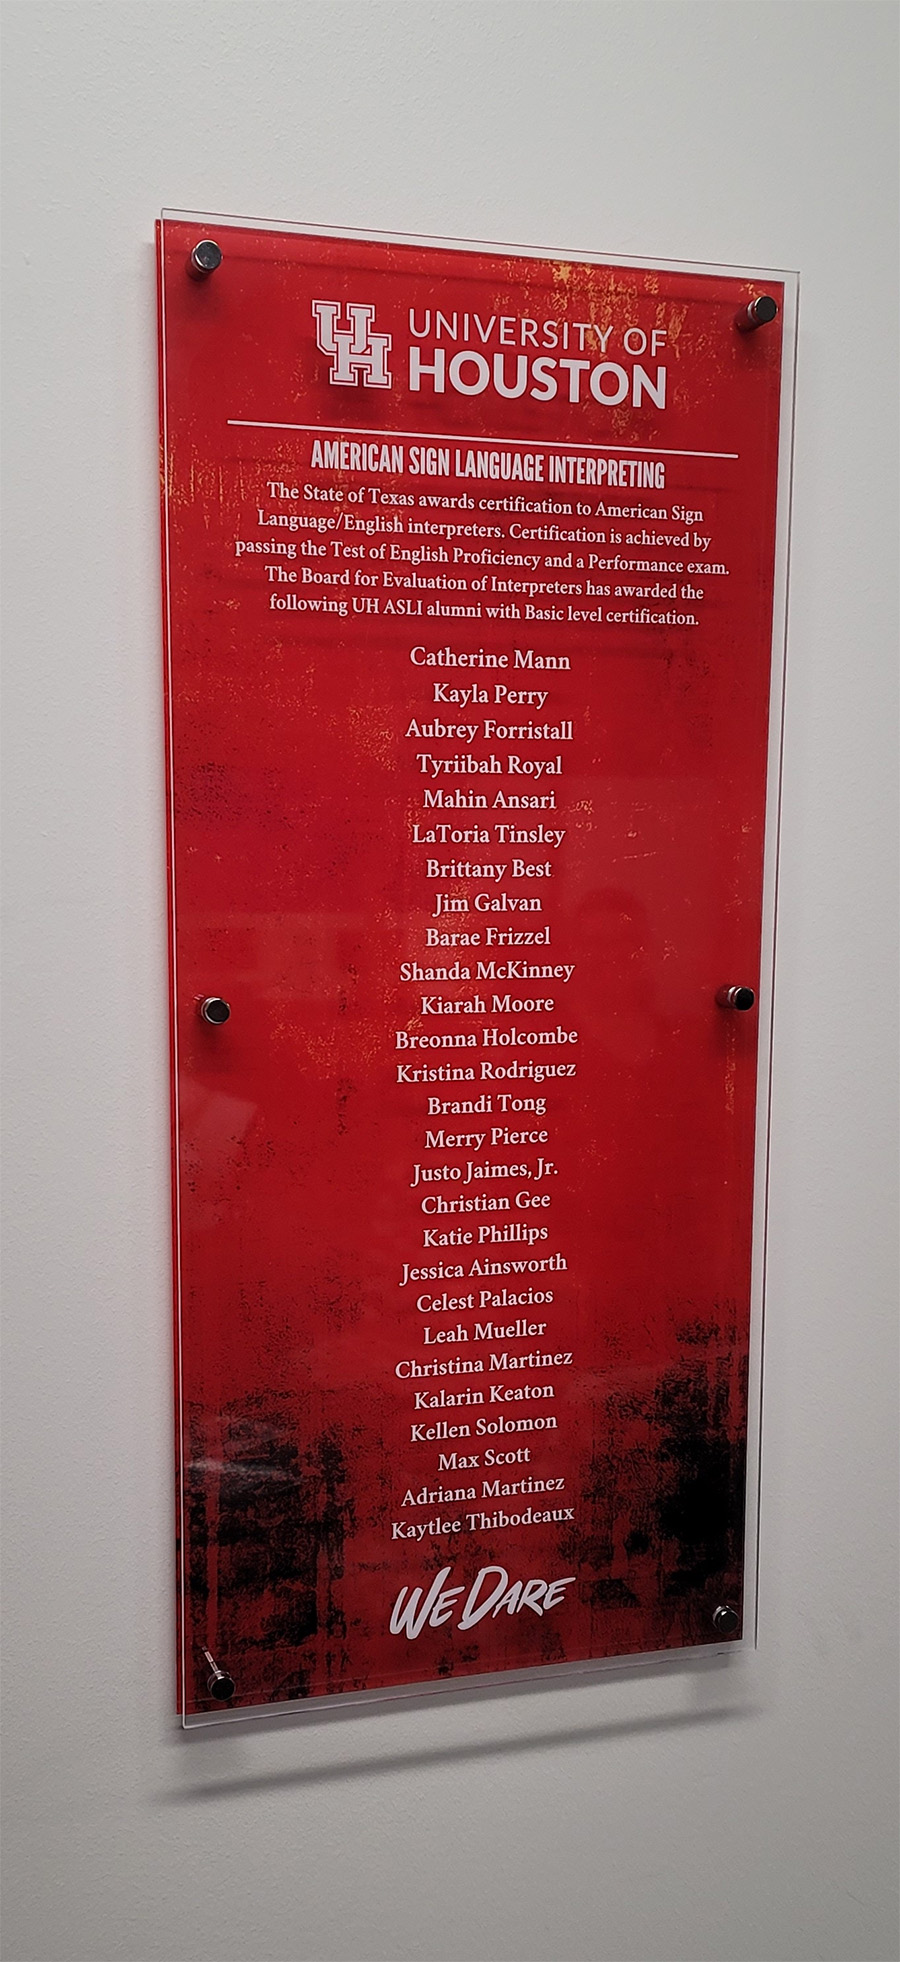 UH UNIVERSITY OF
HOUSTON
AMERICAN SIGN LANGUAGE INTERPRETING
The State of Texas awards certification to American Sign
Language/English interpreters. Certification is achieved by
passing the Test of English Proficiency and a Performance exam.
The Board for Evaluation of Interpreters has awarded the
following UH ASLI alumni with Basic level certification.
Catherine Mann
Kayla Perry
Aubrey Forristall
Tyriibah Royal
Mahin Ansari
LaToria Tinsley
Brittany Best
Jim Galvan
Barae Frizzel
Shanda McKinney
Kiarah Moore
Breonna Holcombe
Kristina Rodriguez
Brandi Tong
Merry Pierce
Justo Jaimes, Jr.
Christian Gee
Katie Phillips
Jessica Ainsworth
Celest Palacios
Leah Mueller
Christina Martinez
Kalarin Keaton
Kellen Solomon
Max Scott
Adriana Martinez
Kaytlee Thibodeaux
WE DARE